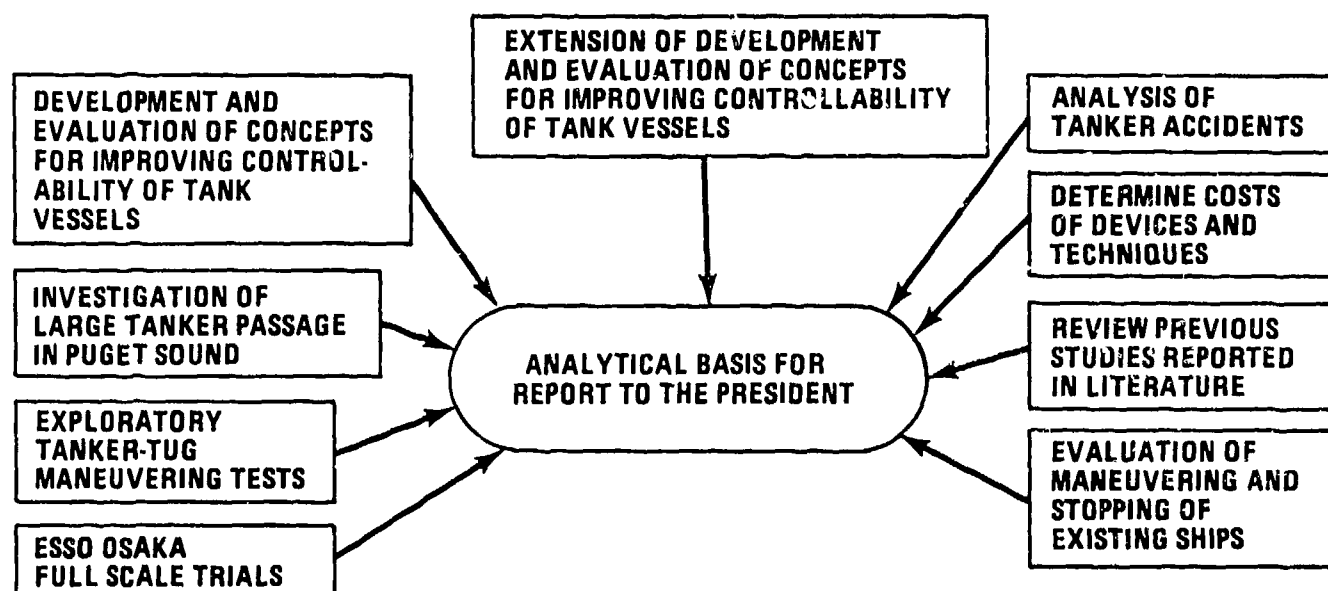 EXTENSION OF DEVELOPMENT
AND EVALUATION OF CONCEPTS
FOR IMPROVING CONTROLLABILITY
OF TANK VESSELS
DEVELOPMENT AND
EVALUATION OF CONCEPTS
FOR IMPROVING CONTROL-
ABILITY OF TANK
VESSELS
INVESTIGATION OF
LARGE TANKER PASSAGE
IN PUGET SOUND
EXPLORATORY
TANKER-TUG
MANEUVERING TESTS
ESSO OSAKA
FULL SCALE TRIALS
ANALYTICAL BASIS FOR
REPORT TO THE PRESIDENT
ANALYSIS OF
TANKER ACCIDENTS
DETERMINE COSTS
OF DEVICES AND
TECHNIQUES
REVIEW PREVIOUS
STUDIES REPORTED
IN LITERATURE
EVALUATION OF
MANEUVERING AND
STOPPING OF
EXISTING SHIPS